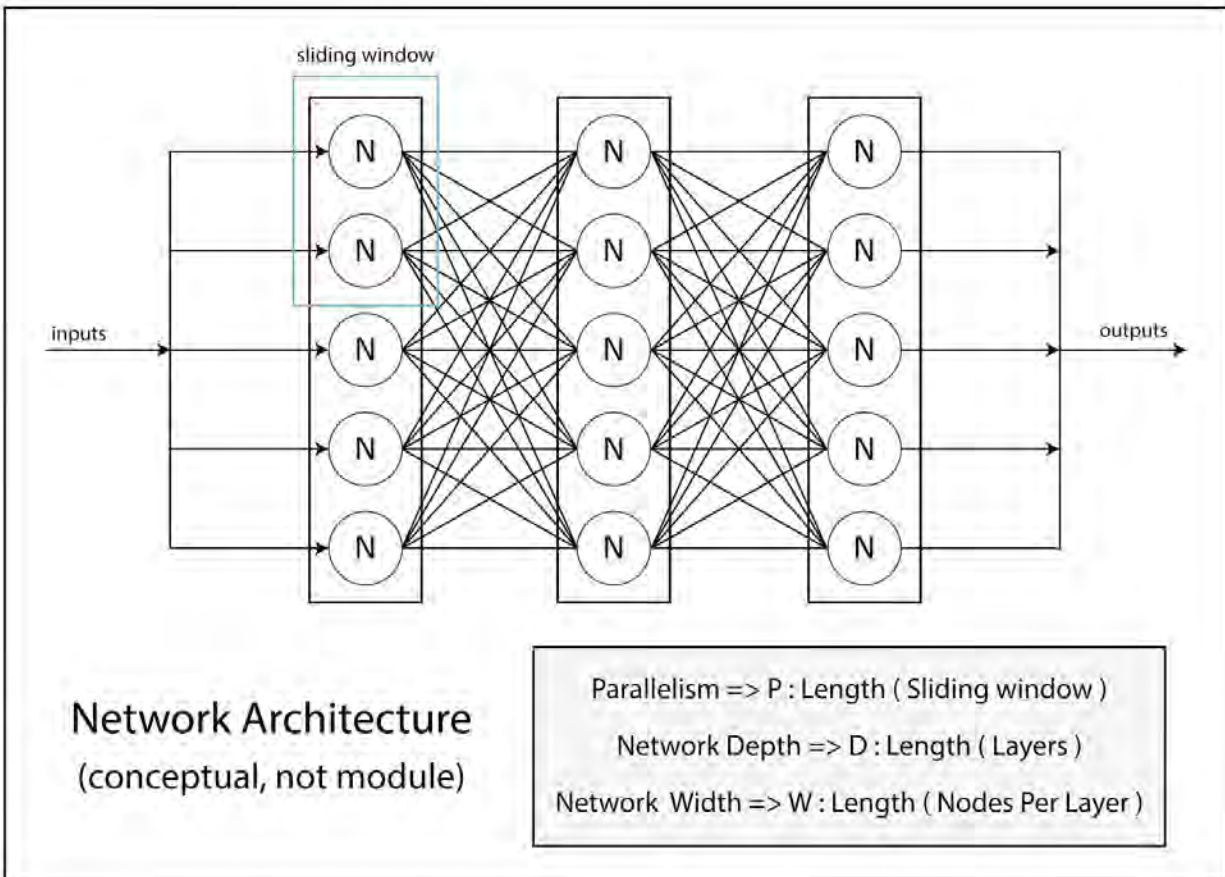 sliding window
N N N
N N N
inputs N N N outputs
N N N
N N N
Network Architecture
(conceptual, not module)
Parallelism => P : Length ( Sliding window )
Network Depth => D : Length ( Layers )
Network Width => W : Length ( Nodes Per Layer )